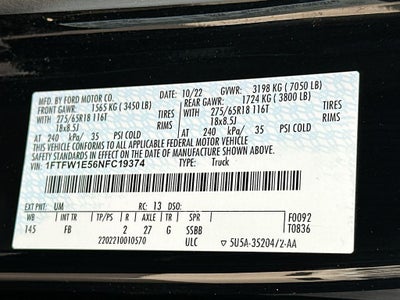 MFD. BY FORD MOTOR CO. 10/22 GVWR: 3198 KG (7050 LB)
FRONT GAWR: 1565 KG (3450 LB) REAR GAWR: 1724 KG (3800 LB)
275/65R18 116T TIRES 275/65R18 116T TIRES
18x8.5J RIMS 18x8.5J RIMS
AT 240 kPa/ 35 PSI COLD AT 240 kPa/ 35 PSI COLD
THIS VEHICLE CONFORMS TO ALL APPLICABLE FEDERAL MOTOR VEHICLE
SAFETY AND THEFT PREVENTION STANDARDS IN EFFECT ON THE DATE OF MANUFACTURE SHOWN ABOVE.
1FTFW1E56NFC19374 TYPE: Truck
EXT PNT: UM RC: 13 DSO: F0092
WB INT TR TP/PS R AXLE TR SPR T0836
145 FB 2 27 G SSBB
2202210010570 ULC ▼5U5A-3520472-AA